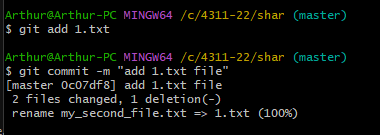 Arthur@Arthur-PC MINGW64 /c/4311-22/shar (master)
$ git add 1.txt
Arthur@Arthur-PC MINGW64 /c/4311-22/shar (master)
$ git commit -m "add 1.txt file"
[master 0c07df8] add 1.txt file
 2 files changed, 1 deletion(-)
 rename my_second_file.txt => 1.txt (100%)